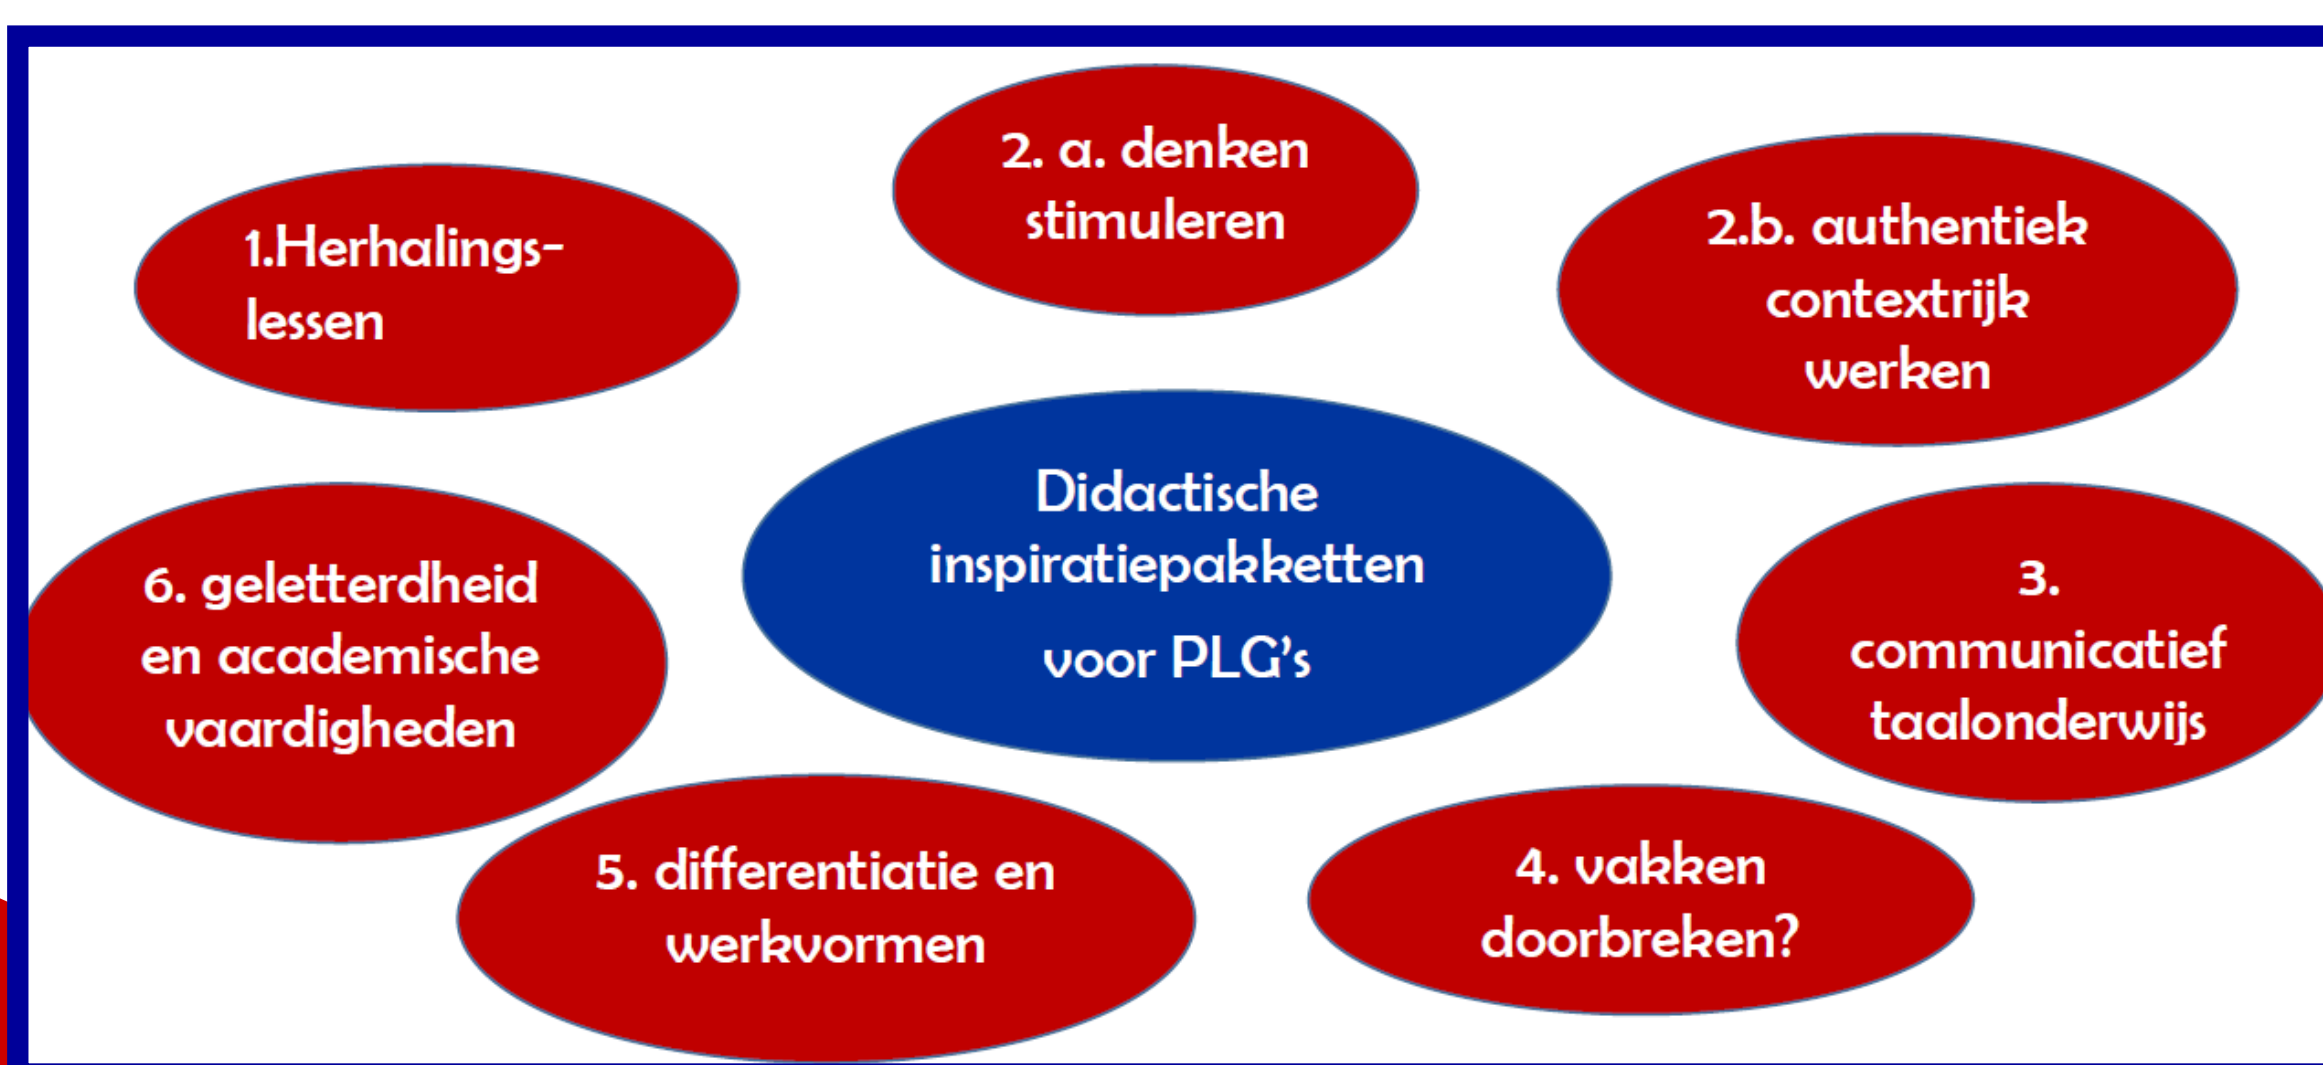 1.Herhalings-
lessen
2. a. denken
stimuleren
2.b. authentiek
contextrijk
werken
Didactische
inspiratiepakketten
voor PLG's
3.
communicatief
taalonderwijs
4. vakken
doorbreken?
5. differentiatie en
werkvormen
6. geletterdheid
en academische
vaardigheden